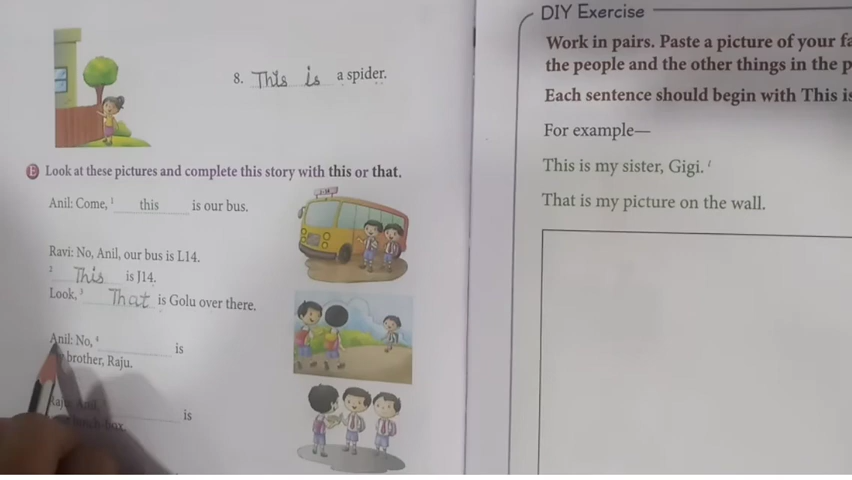 8. This is a spider.
E Look at these pictures and complete this story with this or that.
Anil: Come, 1 this is our bus.
Ravi: No, Anil, our bus is L14.
2 This is J14.
Look, 3 That is Golu over there.
Anil: No, 4 is
brother, Raju.
Raju: Anil, is
lunch-box.
DIY Exercise
Work in pairs. Paste a picture of your
the people and the other things in the
Each sentence should begin with This is
For example—
This is my sister, Gigi.
That is my picture on the wall.